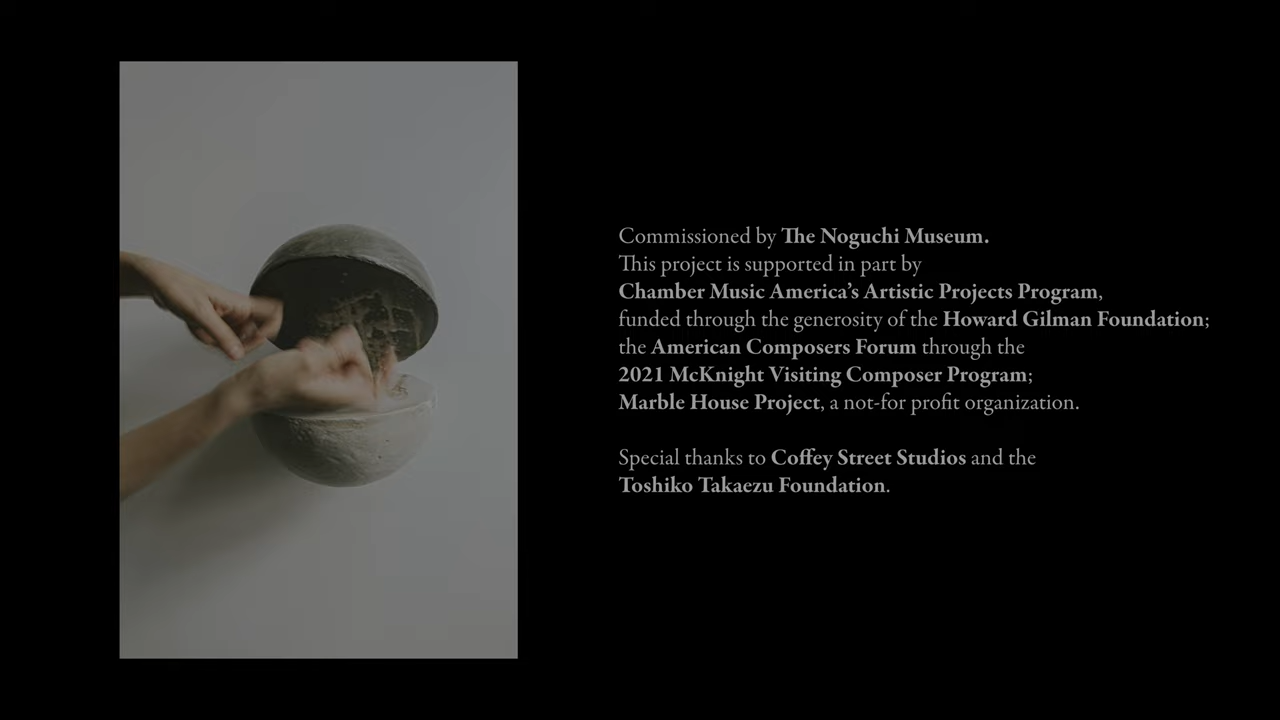 Commissioned by The Noguchi Museum.
This project is supported in part by
Chamber Music America’s Artistic Projects Program,
funded through the generosity of the Howard Gilman Foundation;
the American Composers Forum through the
2021 McKnight Visiting Composer Program;
Marble House Project, a not-for profit organization.
Special thanks to Coffey Street Studios and the
Toshiko Takaezu Foundation.